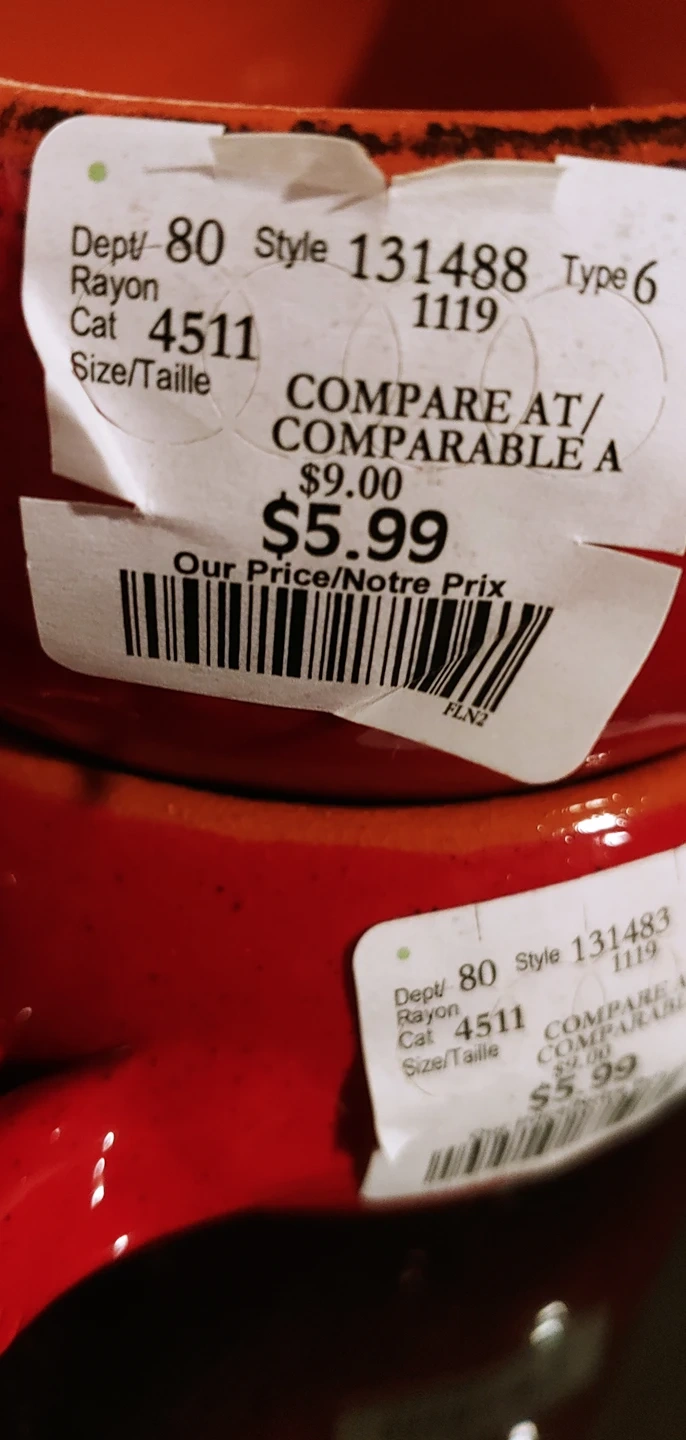 Dept/ 80 Style 131488 Type 6
Rayon 1119
Cat 4511
Size/Taille
COMPARE AT/
COMPARABLE A
$9.00
$5.99
Our Price/Notre Prix
FLN2
Dept/ 80 Style 131483
Rayon 1119
Cat 4511
Size/Taille
COMPARE A
COMPARABL
$9.00
$5.99